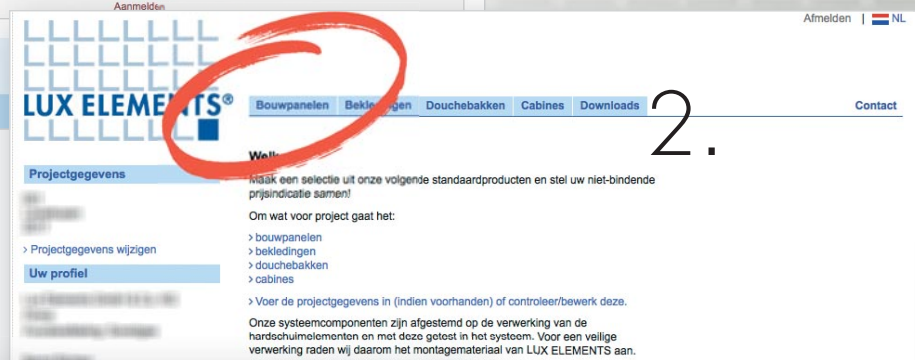 Aanmelden
Afmelden | NL
LUX ELEMENTS®
Bouwpanelen Bekledingen Douchebakken Cabines Downloads
2.
Contact
Projectgegevens
Maak een selectie uit onze volgende standaardproducten en stel uw niet-bindende
prijsindicatie samen!
Om wat voor project gaat het:
> bouwpanelen
> bekledingen
> douchebakken
> cabines
> Projectgegevens wijzigen
Uw profiel
> Voer de projectgegevens in (indien voorhanden) of controleer/bewerk deze.
Onze systeemcomponenten zijn afgestemd op de verwerking van de
hardschuimelementen en met deze getest in het systeem. Voor een veilige
verwerking raden wij daarom het montagemateriaal van LUX ELEMENTS aan.